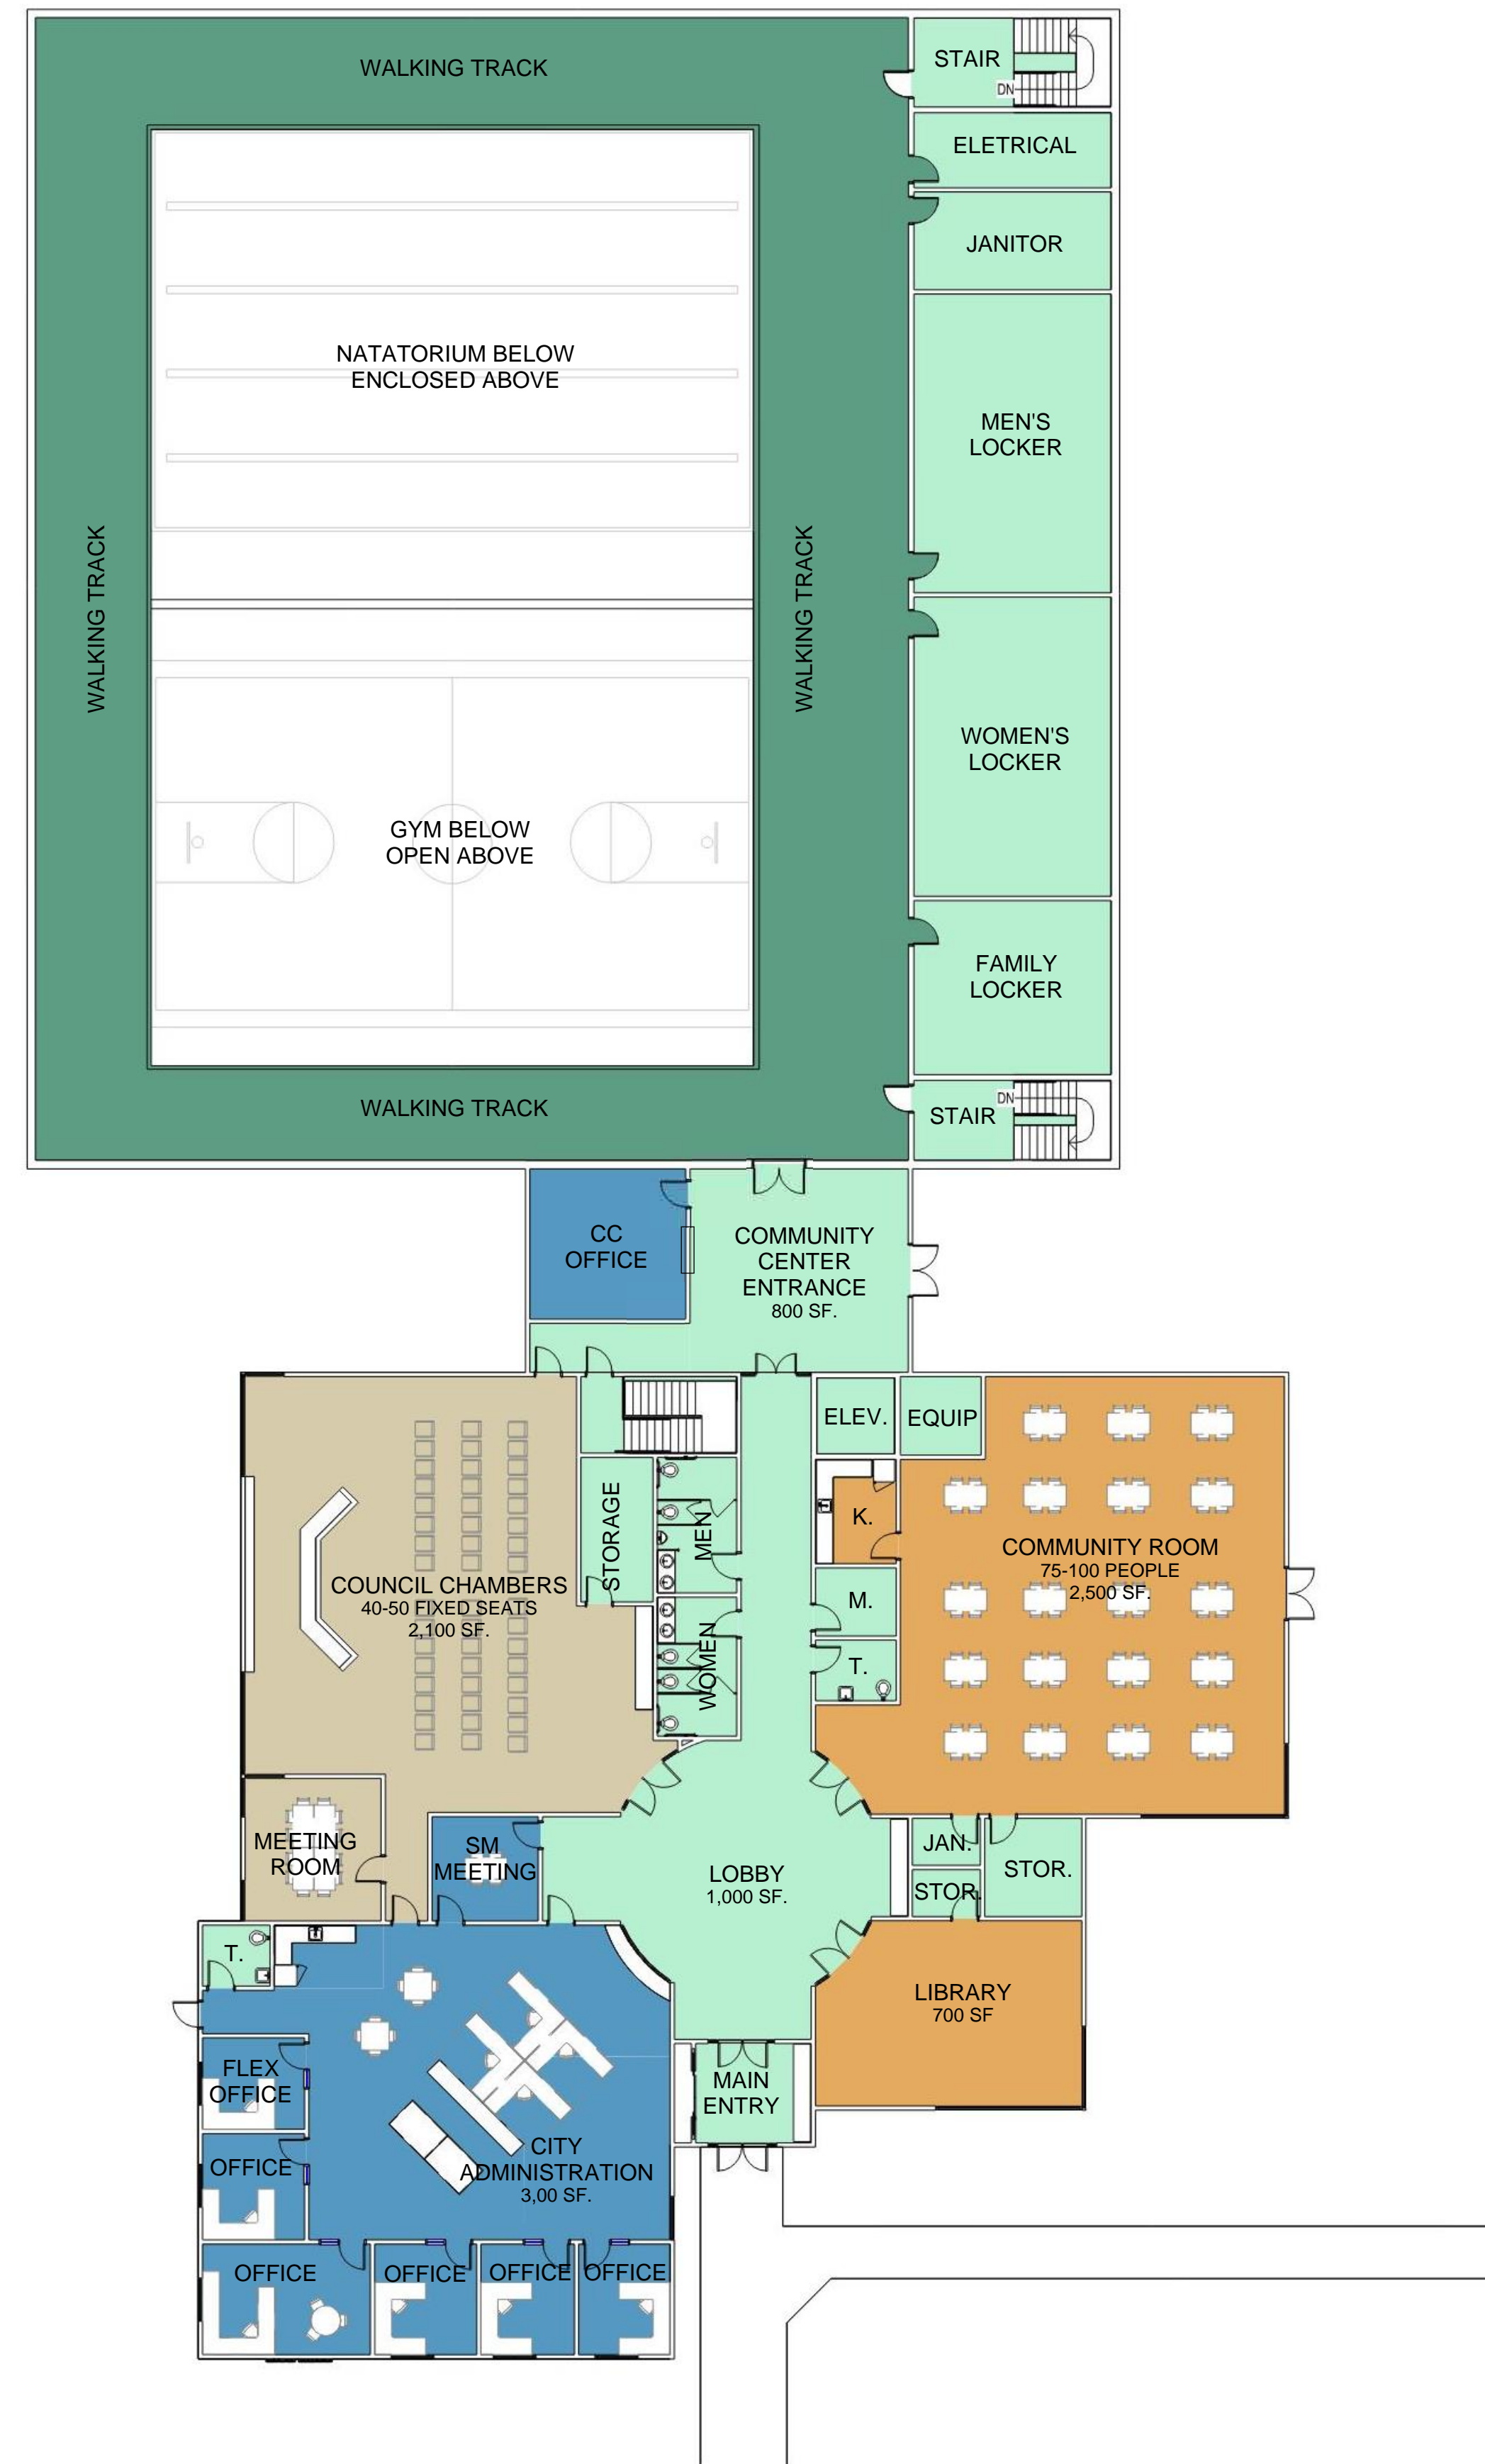 WALKING TRACK
STAIR
DN
ELETRICAL
JANITOR
NATATORIUM BELOW
ENCLOSED ABOVE
MEN'S
LOCKER
WALKING TRACK
WALKING TRACK
WOMEN'S
LOCKER
GYM BELOW
OPEN ABOVE
FAMILY
LOCKER
WALKING TRACK
DN
STAIR
CC
OFFICE
COMMUNITY
CENTER
ENTRANCE
800 SF.
ELEV.
EQUIP
STORAGE
MEN
K.
COMMUNITY ROOM
75-100 PEOPLE
2,500 SF.
COUNCIL CHAMBERS
40-50 FIXED SEATS
2,100 SF.
M.
WOMEN
T.
MEETING
ROOM
SM
MEETING
LOBBY
1,000 SF.
JAN.
STOR.
STOR.
T.
LIBRARY
700 SF
FLEX
OFFICE
MAIN
ENTRY
OFFICE
CITY
ADMINISTRATION
3,00 SF.
OFFICE
OFFICE
OFFICE
OFFICE